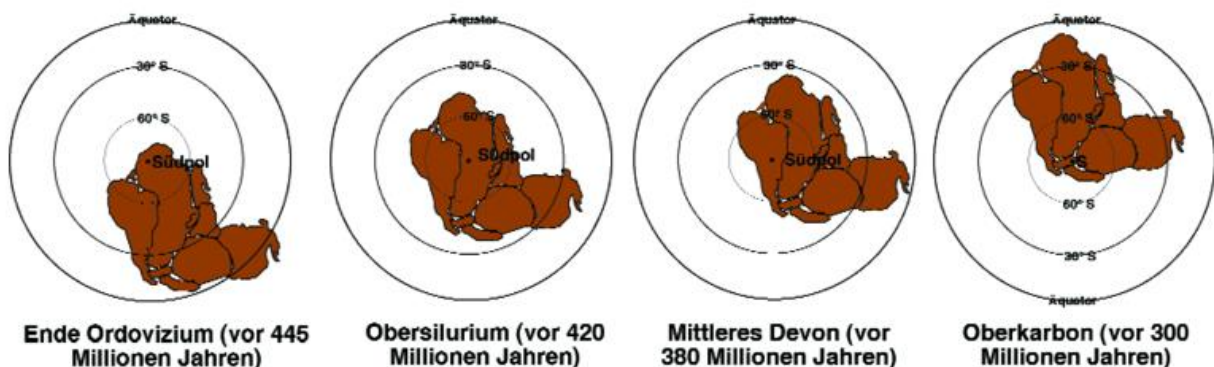 Äquator
30° S
60° S
Südpol
Äquator
30° S
60° S
Südpol
Äquator
30° S
60° S
Südpol
Äquator
30° S
60° S
S
60° S
30° S
Äquator
Ende Ordovizium (vor 445
Millionen Jahren)
Obersilurium (vor 420
Millionen Jahren)
Mittleres Devon (vor
380 Millionen Jahren)
Oberkarbon (vor 300
Millionen Jahren)